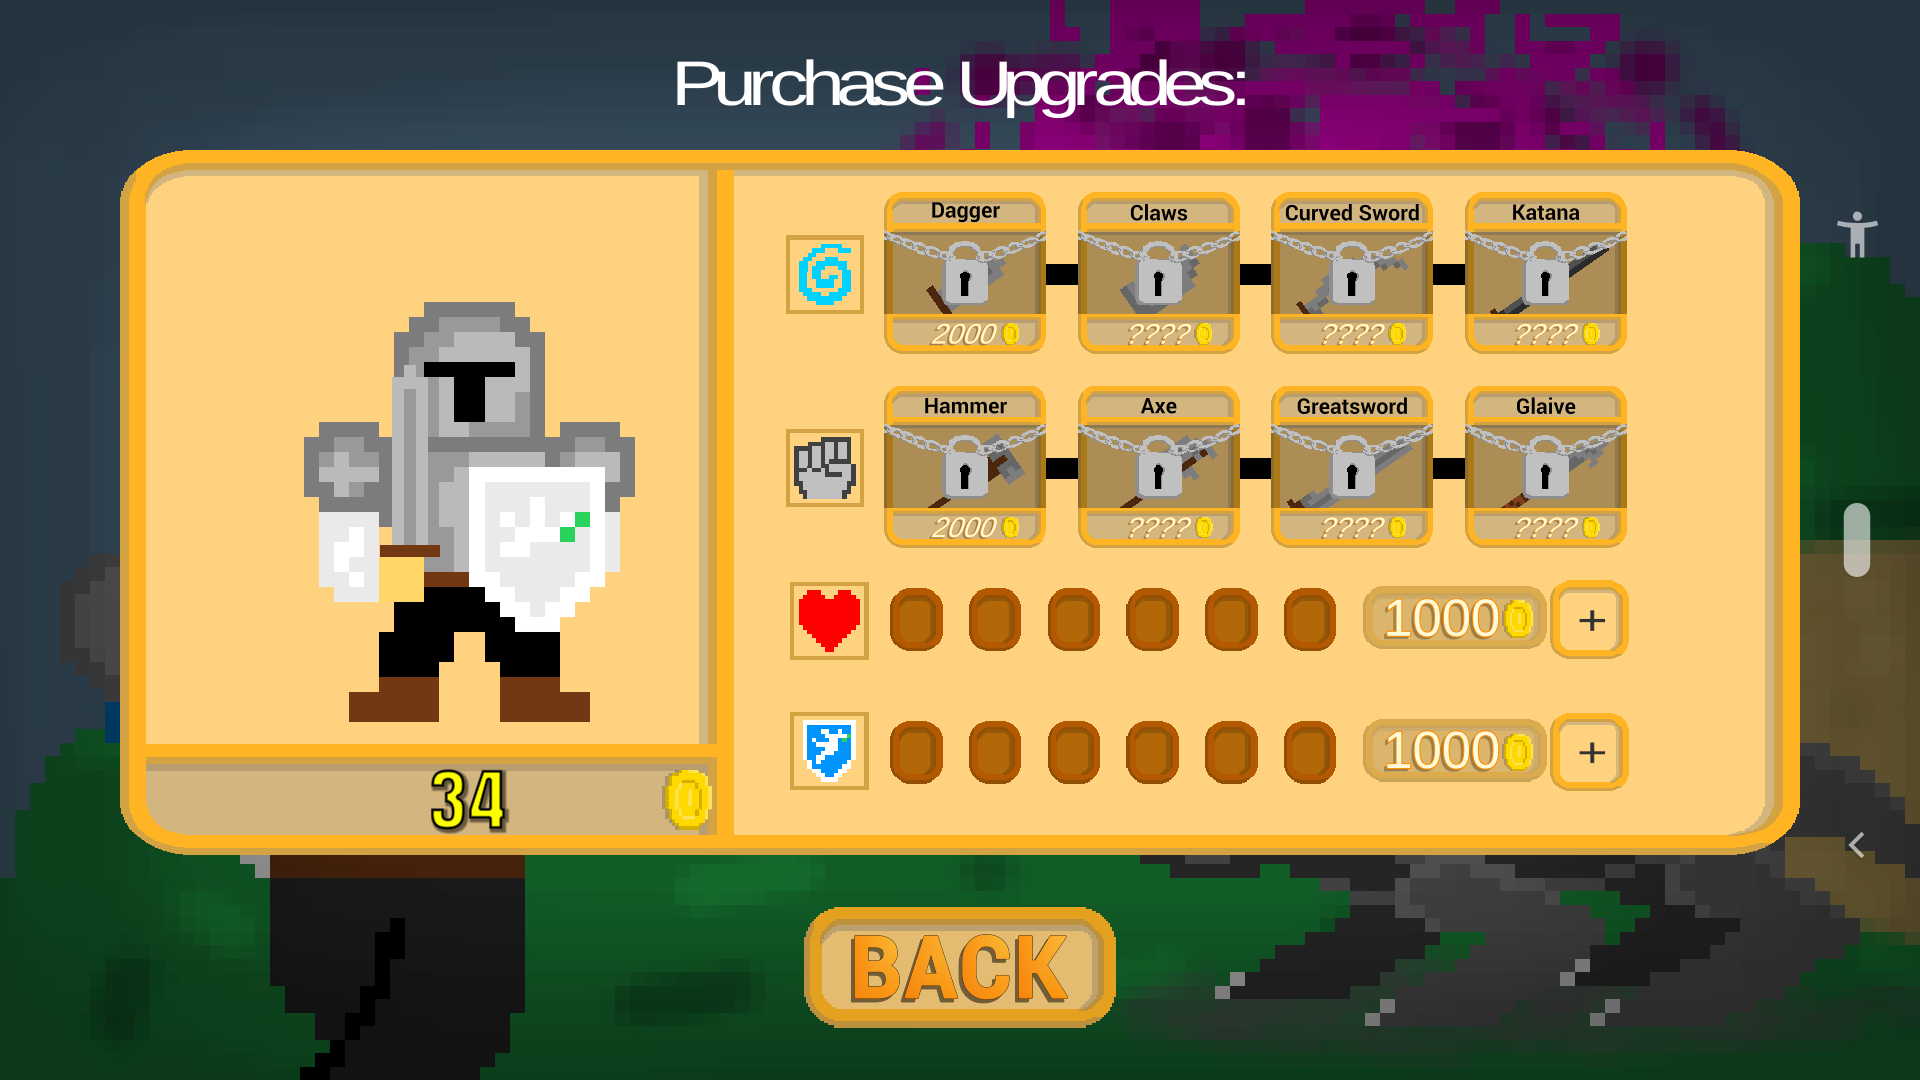 Purchase Upgrades:
Dagger Claws Curved Sword Katana
2000 ???? ???? ????
Hammer Axe Greatsword Glaive
2000 ???? ???? ????
1000 +
1000 +
34
BACK